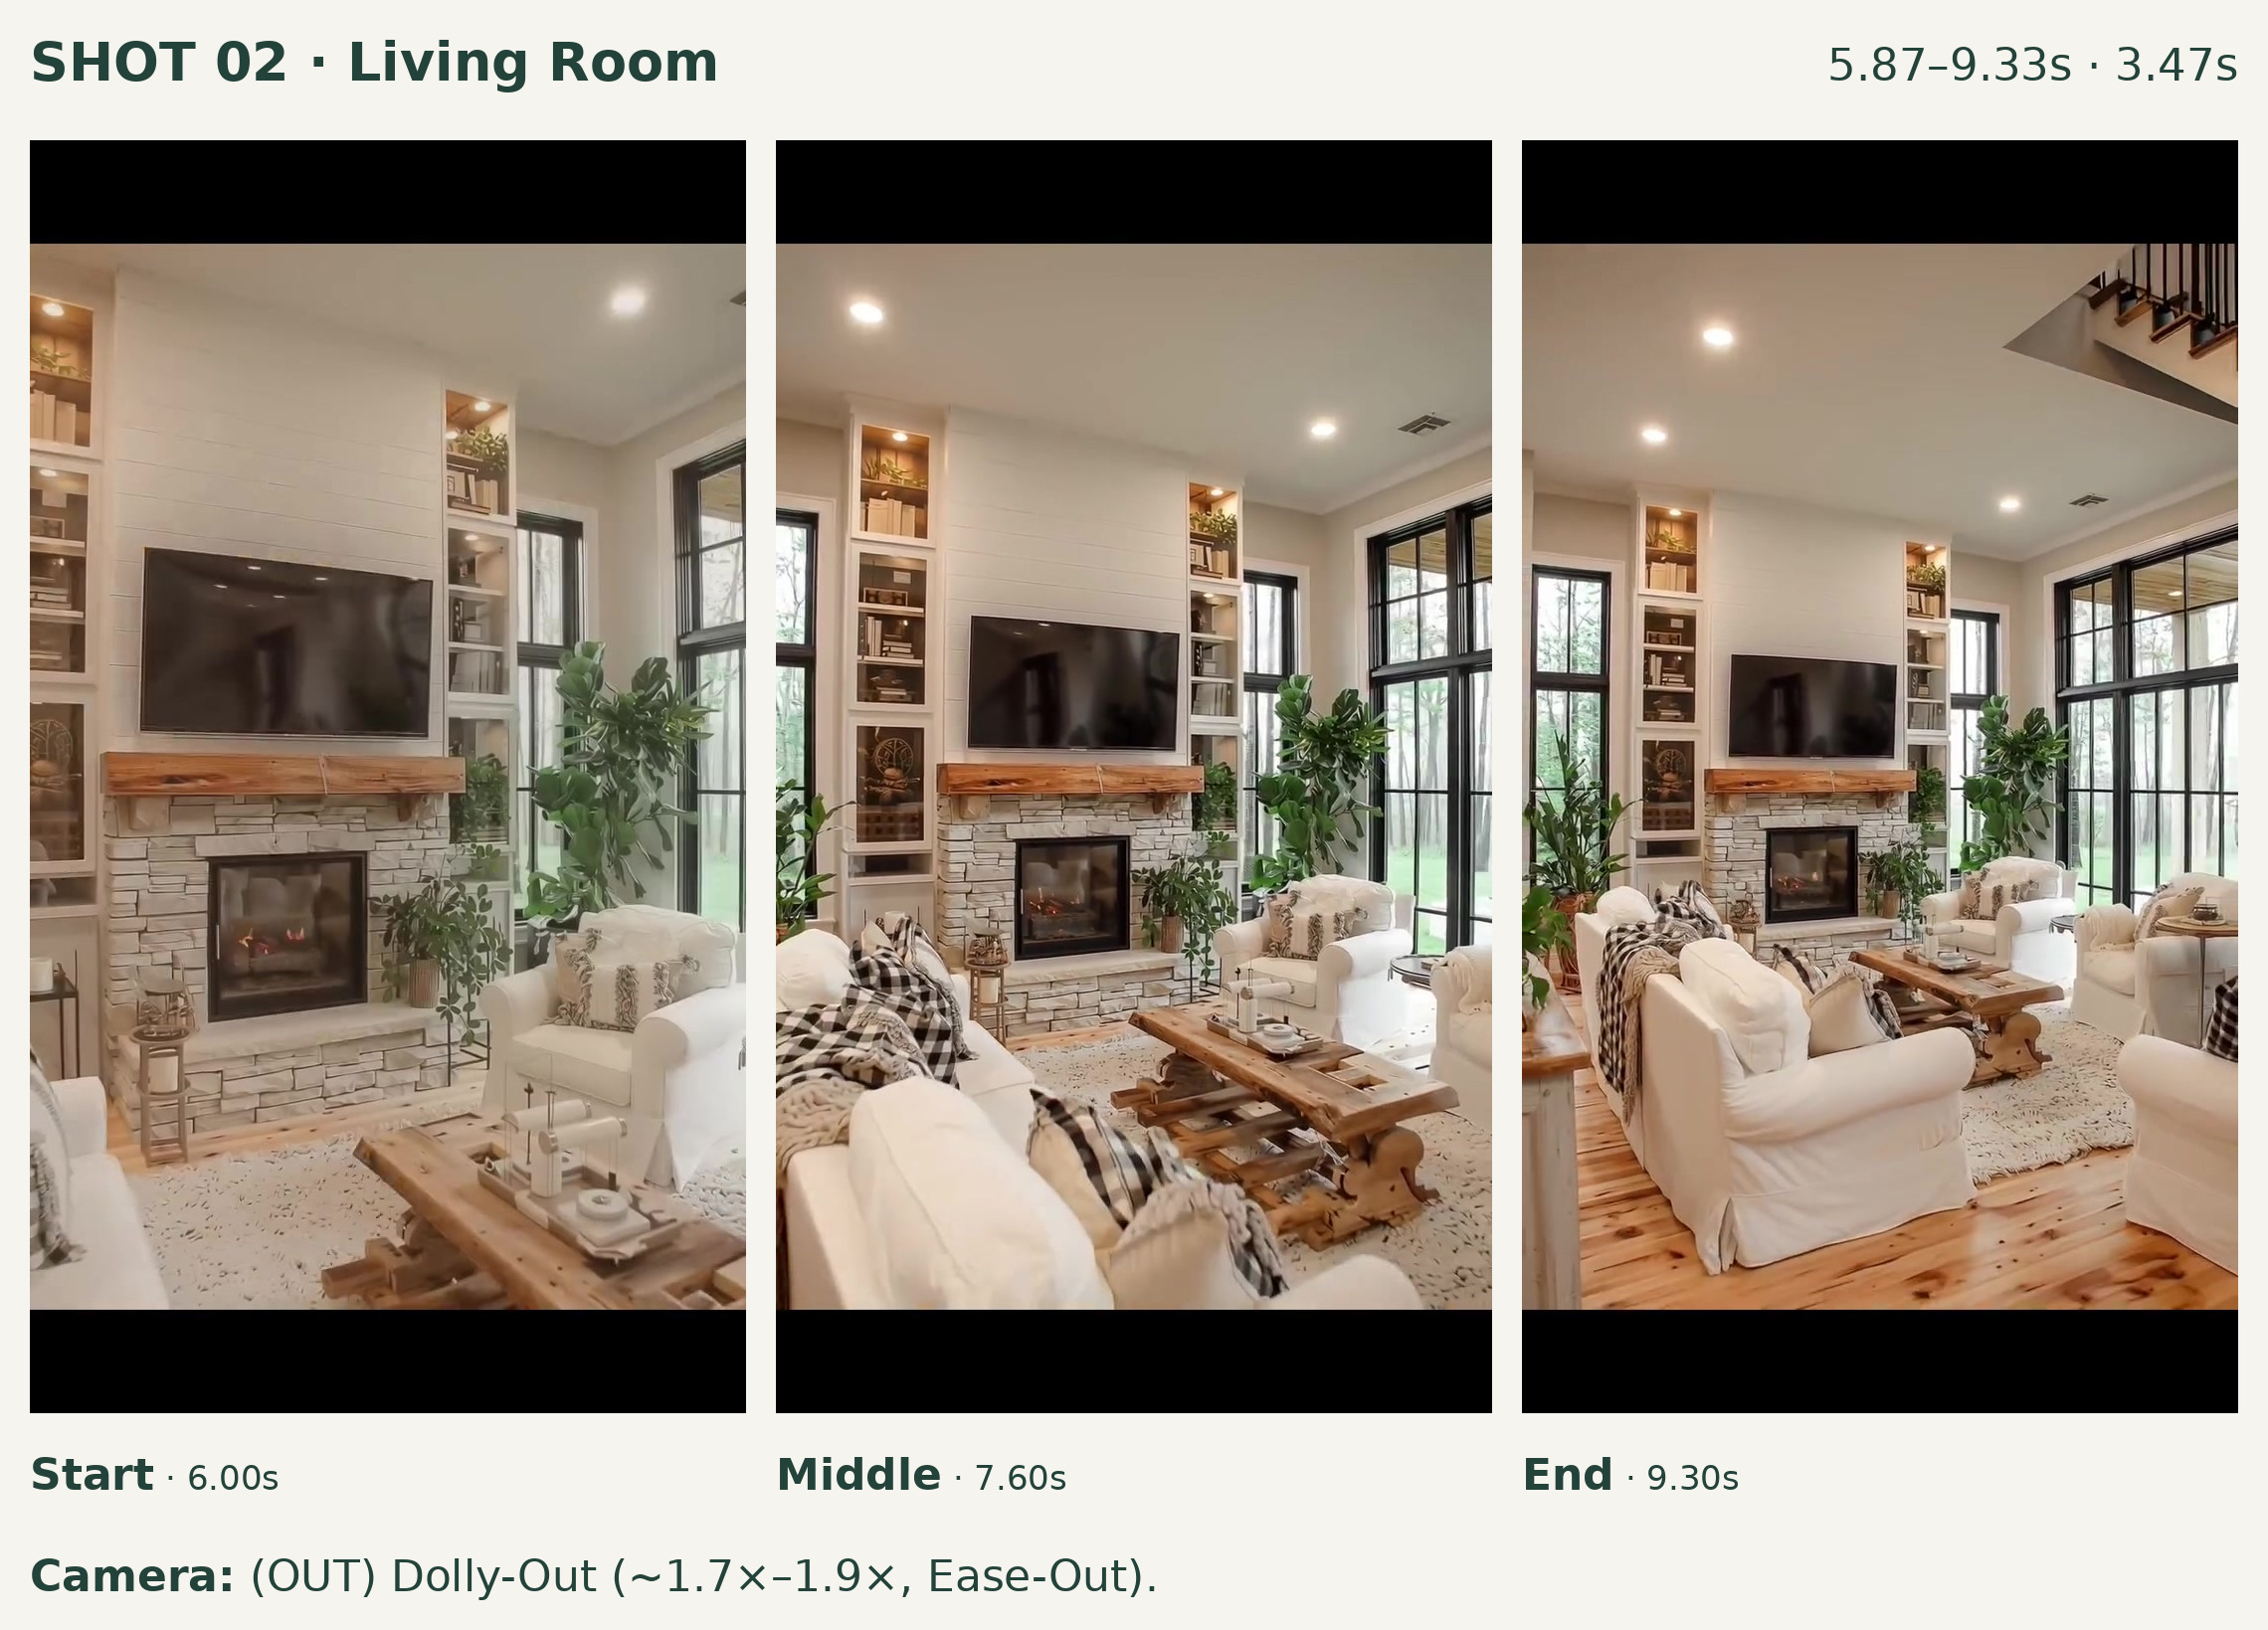 SHOT 02 · Living Room
5.87–9.33s · 3.47s
Start · 6.00s
Middle · 7.60s
End · 9.30s
Camera: (OUT) Dolly-Out (~1.7×–1.9×, Ease-Out).